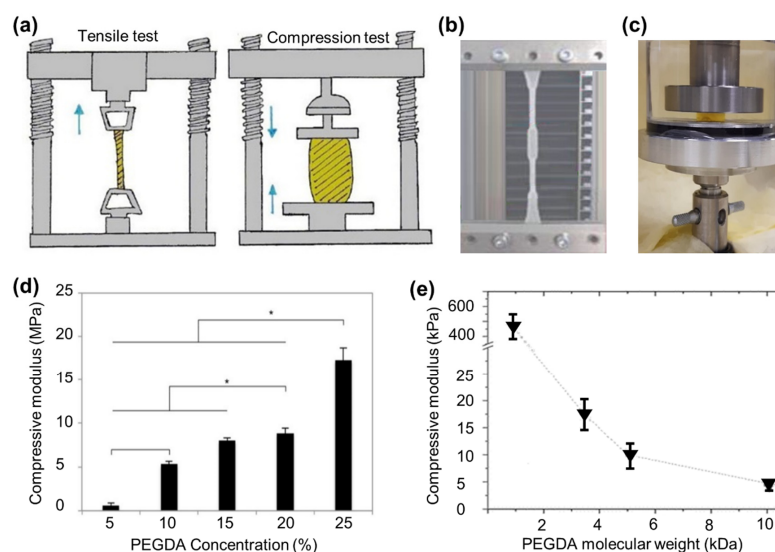 (a)
Tensile test
Compression test
(b)
(c)
(d)
Compressive modulus (MPa)
25
20
15
10
5
0
*
*
5 10 15 20 25
PEGDA Concentration (%)
(e)
Compressive modulus (kPa)
600
400
25
20
15
10
5
0
2 4 6 8 10
PEGDA molecular weight (kDa)